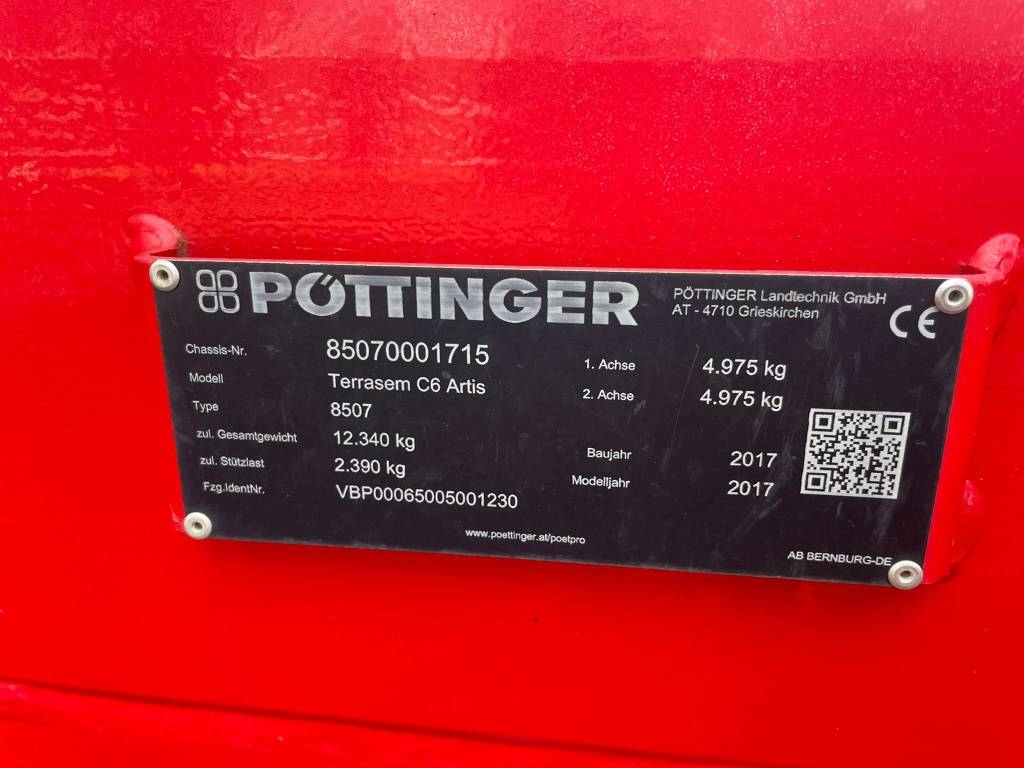 PÖTTINGER
PÖTTINGER Landtechnik GmbH
AT - 4710 Grieskirchen
CE
Chassis-Nr. 85070001715
Modell Terrasem C6 Artis
Type 8507
zul. Gesamtgewicht 12.340 kg
zul. Stützlast 2.390 kg
Fzg.IdentNr. VBP00065005001230
1. Achse 4.975 kg
2. Achse 4.975 kg
Baujahr 2017
Modelljahr 2017
www.poettinger.at/poetpro
AB BERNBURG-DE